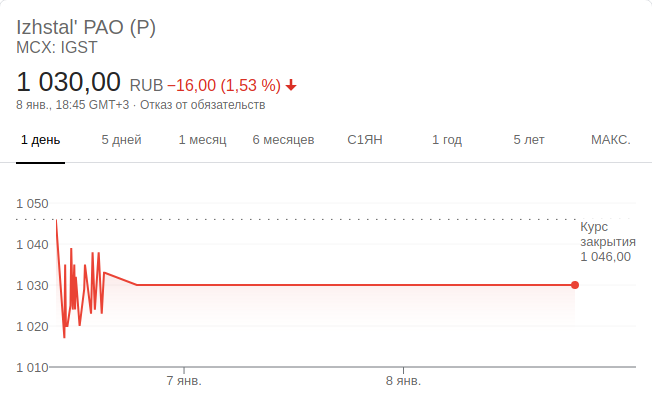 Izhstal' PAO (P)
MCX: IGST
1 030,00 RUB −16,00 (1,53 %)
8 янв., 18:45 GMT+3 · Отказ от обязательств
1 день 5 дней 1 месяц 6 месяцев С1ЯН 1 год 5 лет МАКС.
1 050
Курс
закрытия
1 046,00
1 040
1 030
1 020
1 010
7 янв. 8 янв.